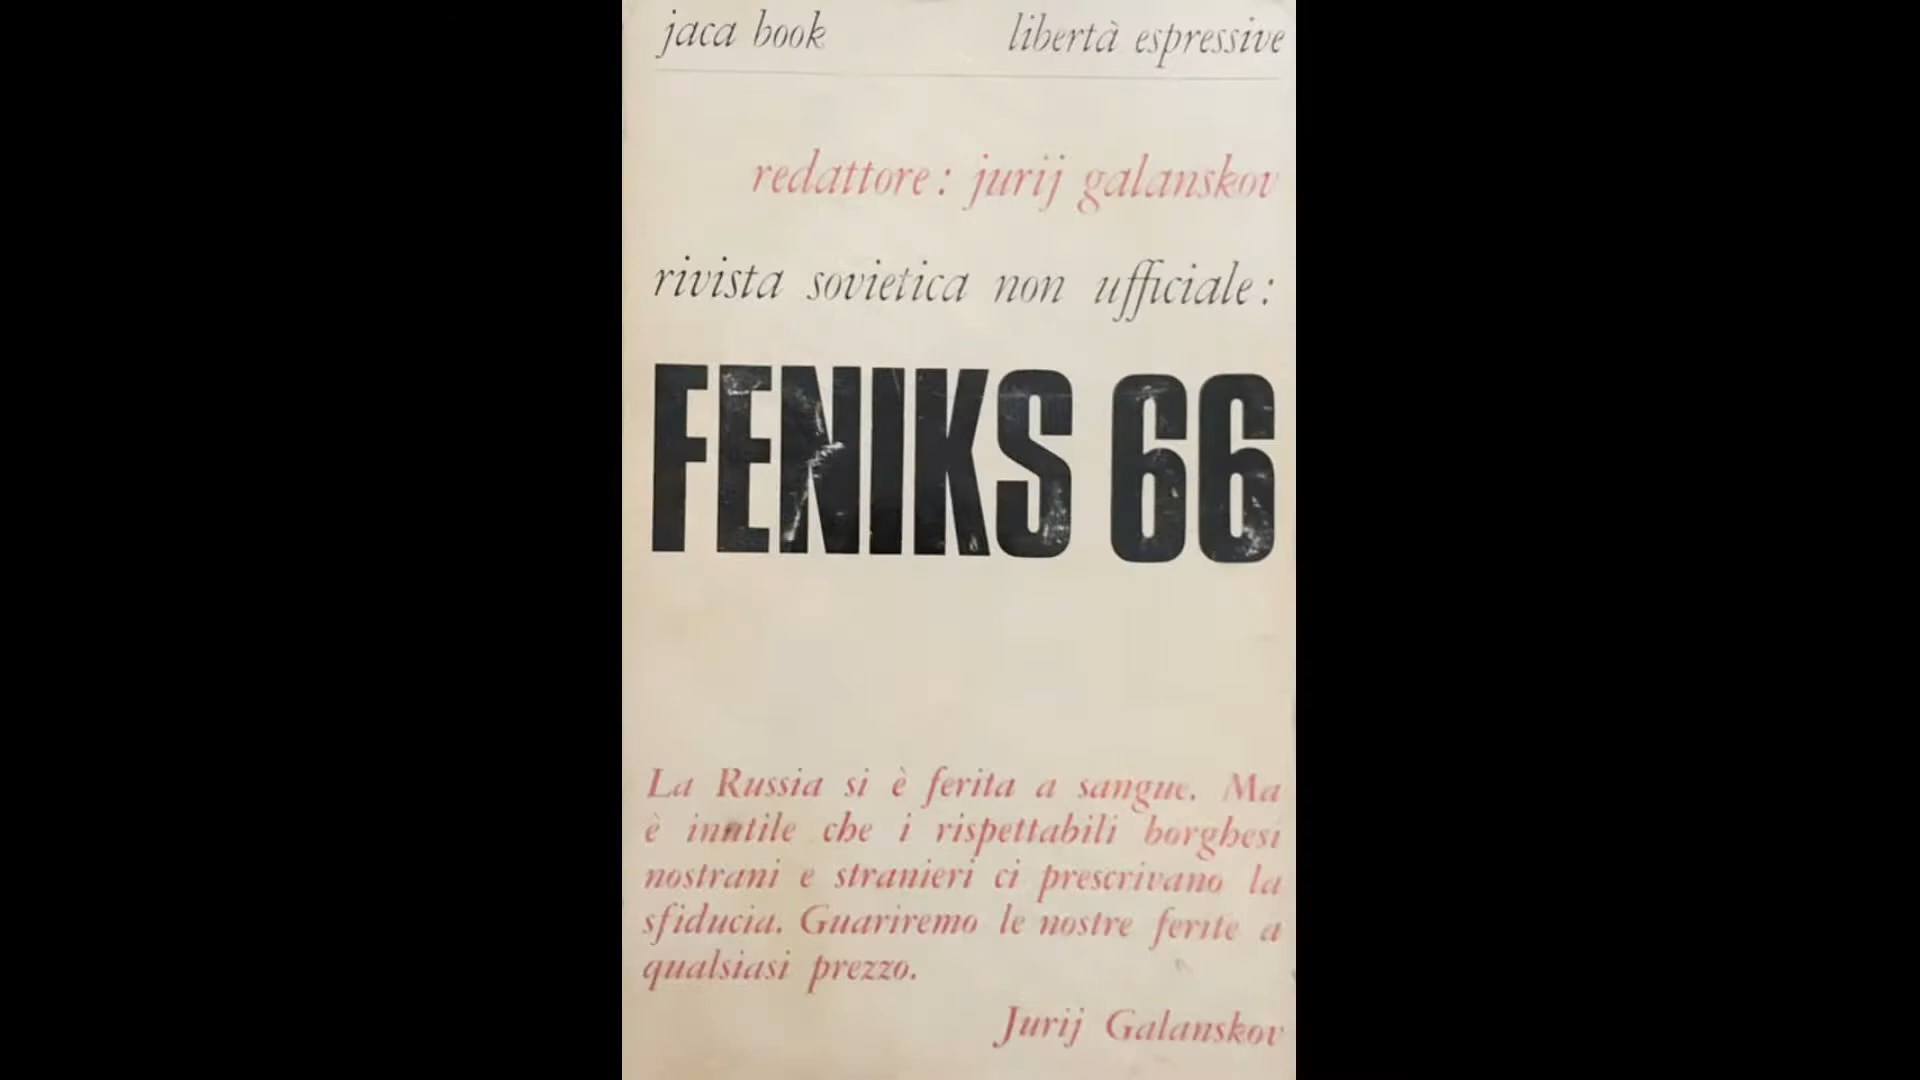 jaca book libertà espressive
redattore: jurij galanskov
rivista sovietica non ufficiale:
FENIKS 66
La Russia si è ferita a sangue. Ma
è inutile che i rispettabili borghesi
nostrani e stranieri ci prescrivano la
sfiducia. Guariremo le nostre ferite a
qualsiasi prezzo.
Jurij Galanskov